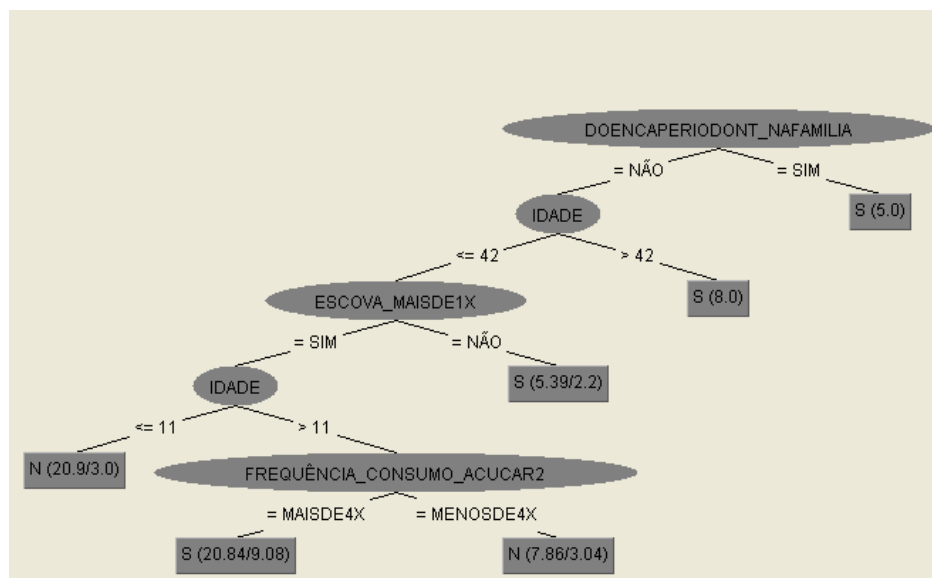 DOENCAPERIODONT_NAFAMILIA
= NÃO
= SIM
IDADE
S (5.0)
<= 42
> 42
ESCOVA_MAISDE1X
S (8.0)
= SIM
= NÃO
IDADE
S (5.39/2.2)
<= 11
> 11
N (20.9/3.0)
FREQUÊNCIA_CONSUMO_ACUCAR2
= MAISDE4X
= MENOSDE4X
S (20.84/9.08)
N (7.86/3.04)